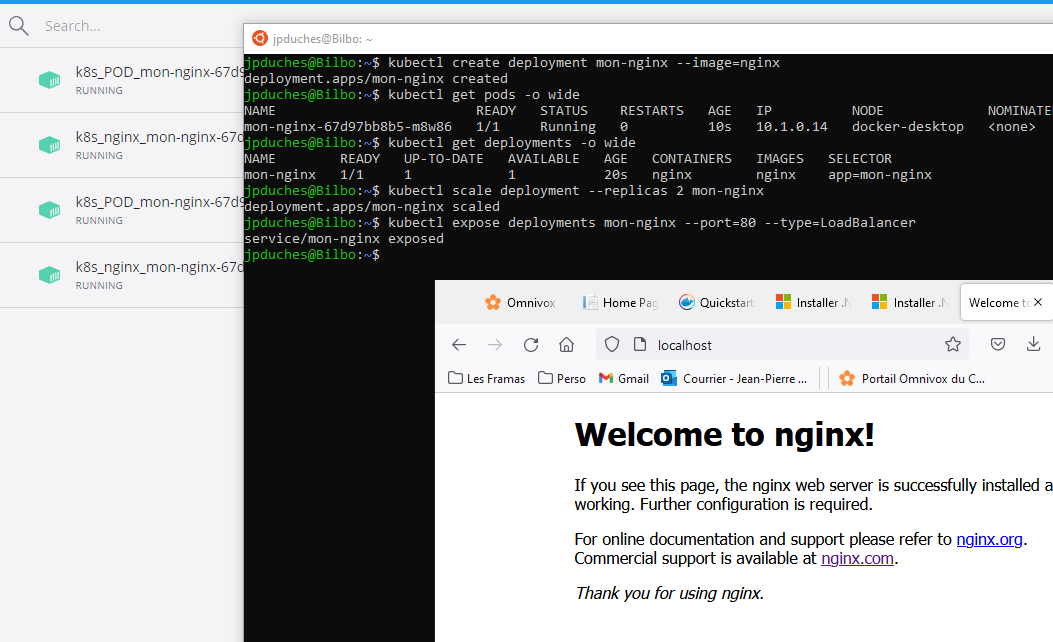 Search...
k8s_POD_mon-nginx-67d9
RUNNING
k8s_nginx_mon-nginx-67d
RUNNING
k8s_POD_mon-nginx-67d9
RUNNING
k8s_nginx_mon-nginx-67d
RUNNING
jpduches@Bilbo: ~
jpduches@Bilbo:~$ kubectl create deployment mon-nginx --image=nginx
deployment.apps/mon-nginx created
jpduches@Bilbo:~$ kubectl get pods -o wide
NAME READY STATUS RESTARTS AGE IP NODE NOMINATE
mon-nginx-67d97bb8b5-m8w86 1/1 Running 0 10s 10.1.0.14 docker-desktop <none>
jpduches@Bilbo:~$ kubectl get deployments -o wide
NAME READY UP-TO-DATE AVAILABLE AGE CONTAINERS IMAGES SELECTOR
mon-nginx 1/1 1 1 20s nginx nginx app=mon-nginx
jpduches@Bilbo:~$ kubectl scale deployment --replicas 2 mon-nginx
deployment.apps/mon-nginx scaled
jpduches@Bilbo:~$ kubectl expose deployments mon-nginx --port=80 --type=LoadBalancer
service/mon-nginx exposed
jpduches@Bilbo:~$
Omnivox Home Pag Quickstart Installer .N Installer .N Welcome to
localhost
Les Framas Perso Gmail Courrier - Jean-Pierre ... Portail Omnivox du C...
Welcome to nginx!
If you see this page, the nginx web server is successfully installed a
working. Further configuration is required.
For online documentation and support please refer to nginx.org.
Commercial support is available at nginx.com.
Thank you for using nginx.